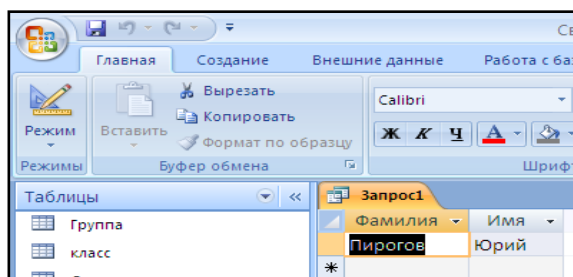 Св
Главная Создание Внешние данные Работа с ба
Режим
Режимы
Вставить
Вырезать
Копировать
Формат по образцу
Буфер обмена
Calibri
Ж К Ч А
Шриф
Таблицы
Группа
класс
Запрос1
Фамилия Имя
Пирогов Юрий